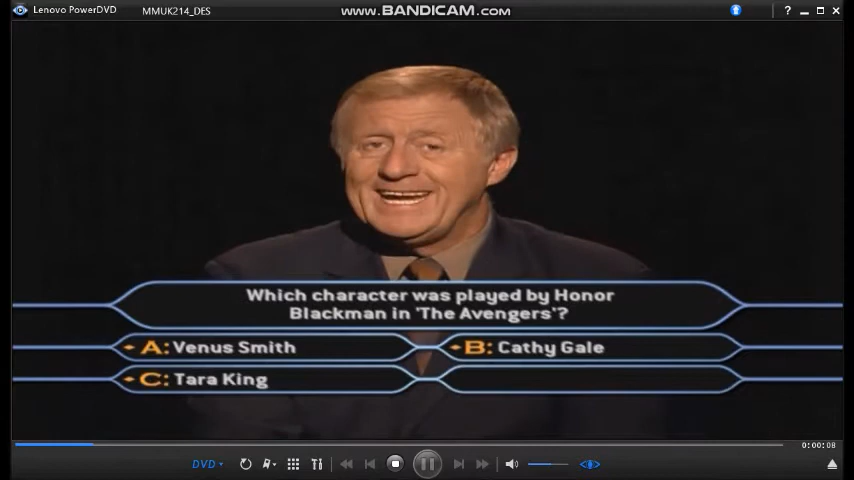 Lenovo PowerDVD
MMUK214_DES
www.BANDICAM.com
?
Which character was played by Honor
Blackman in 'The Avengers'?
A: Venus Smith
B: Cathy Gale
C: Tara King
0:00:08
DVD